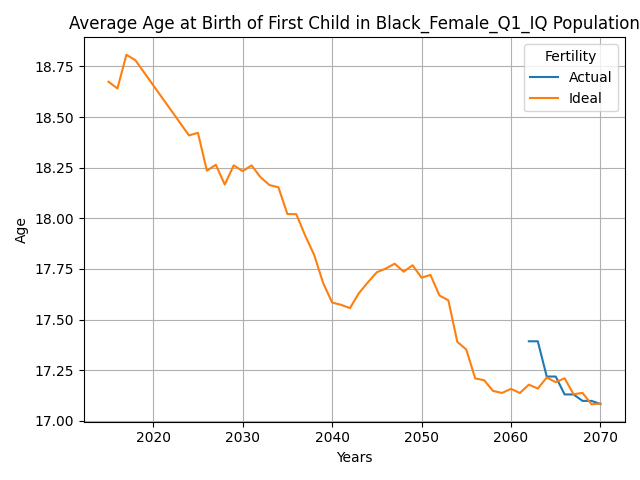 Average Age at Birth of First Child in Black_Female_Q1_IQ Population
Fertility
Actual
Ideal
18.75
18.50
18.25
18.00
17.75
17.50
17.25
17.00
Age
2020 2030 2040 2050 2060 2070
Years